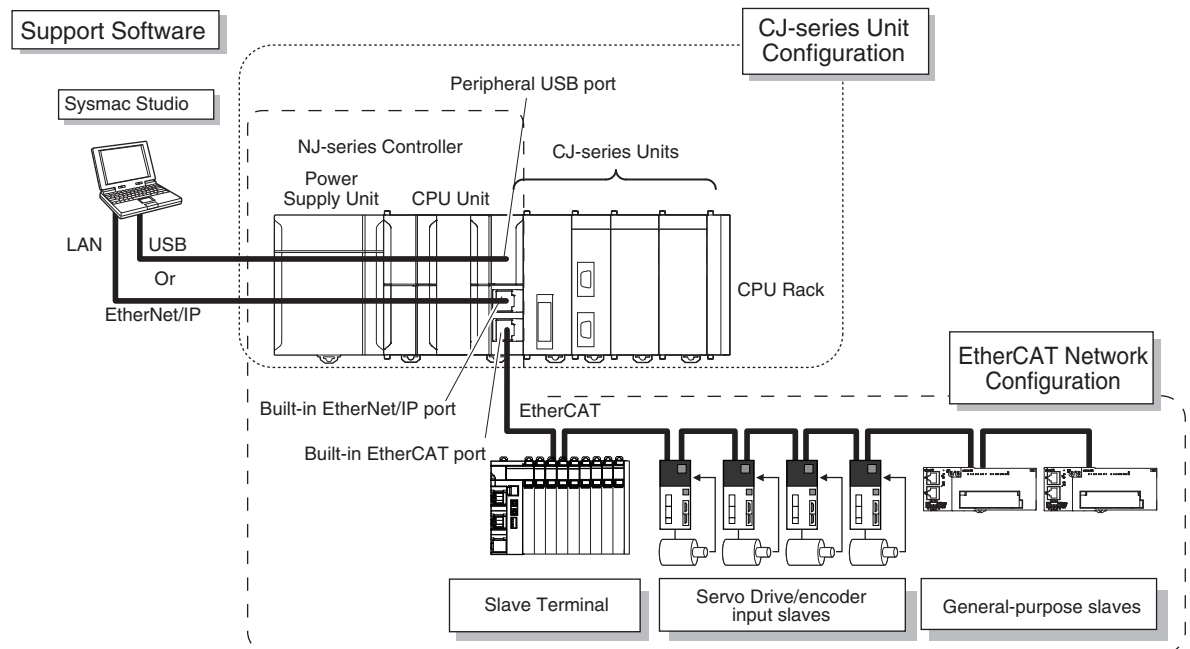 Support Software
CJ-series Unit
Configuration
Sysmac Studio
Peripheral USB port
NJ-series Controller
CJ-series Units
Power
Supply Unit
CPU Unit
LAN
USB
Or
EtherNet/IP
CPU Rack
EtherCAT Network
Configuration
Built-in EtherNet/IP port
EtherCAT
Built-in EtherCAT port
Slave Terminal
Servo Drive/encoder
input slaves
General-purpose slaves